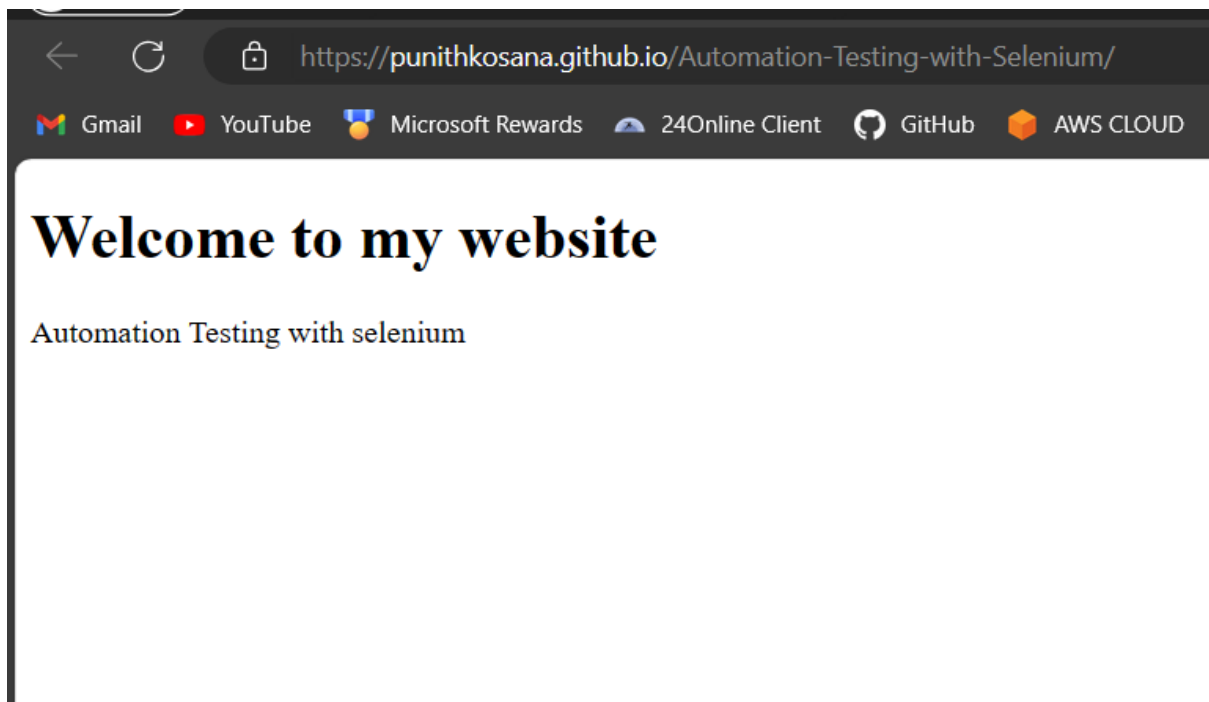 https://punithkosana.github.io/Automation-Testing-with-Selenium/
Gmail YouTube Microsoft Rewards 24Online Client GitHub AWS CLOUD
Welcome to my website
Automation Testing with selenium